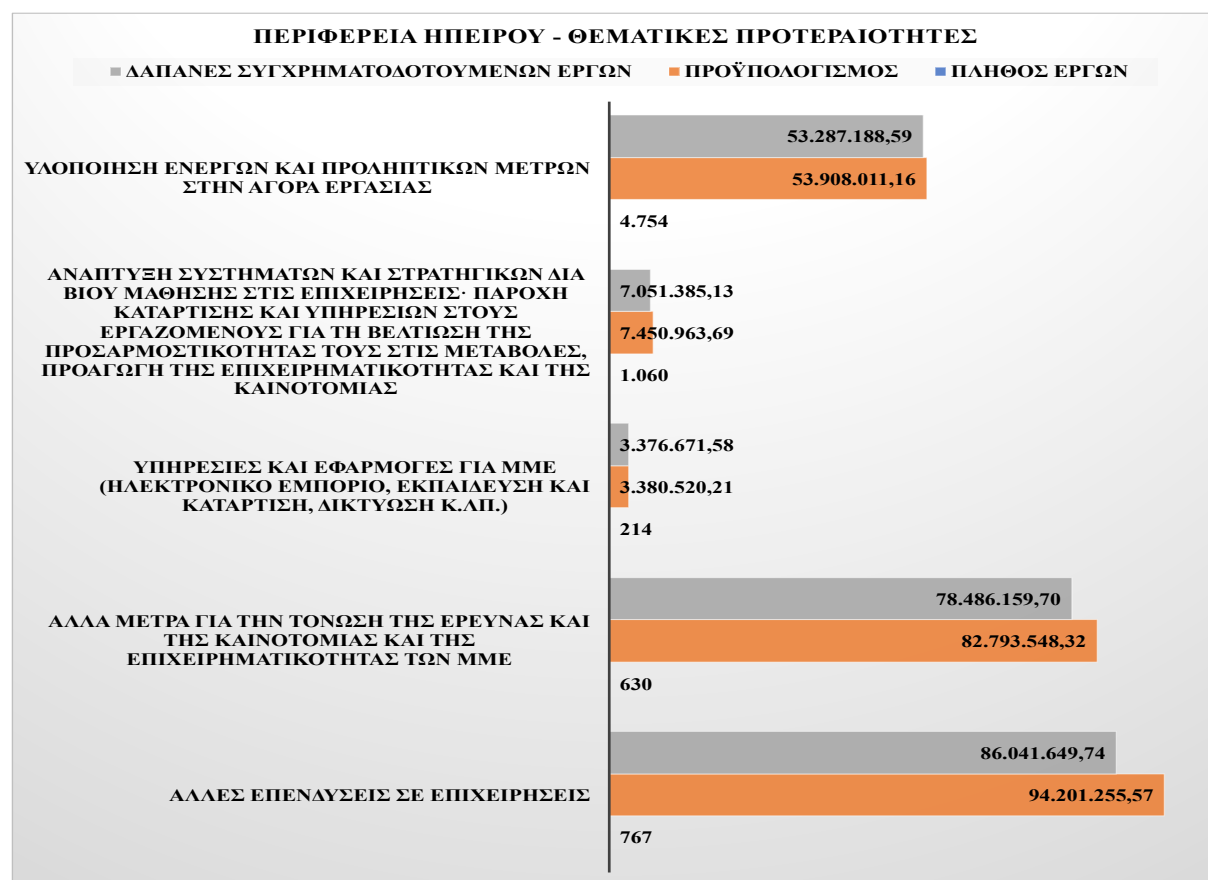 ΠΕΡΙΦΕΡΕΙΑ ΗΠΕΙΡΟΥ - ΘΕΜΑΤΙΚΕΣ ΠΡΟΤΕΡΑΙΟΤΗΤΕΣ
ΔΑΠΑΝΕΣ ΣΥΓΧΡΗΜΑΤΟΔΟΤΟΥΜΕΝΩΝ ΕΡΓΩΝ ΠΡΟΫΠΟΛΟΓΙΣΜΟΣ ΠΛΗΘΟΣ ΕΡΓΩΝ
ΥΛΟΠΟΙΗΣΗ ΕΝΕΡΓΩΝ ΚΑΙ ΠΡΟΛΗΠΤΙΚΩΝ ΜΕΤΡΩΝ
ΣΤΗΝ ΑΓΟΡΑ ΕΡΓΑΣΙΑΣ
53.287.188,59
53.908.011,16
4.754
ΑΝΑΠΤΥΞΗ ΣΥΣΤΗΜΑΤΩΝ ΚΑΙ ΣΤΡΑΤΗΓΙΚΩΝ ΔΙΑ
ΒΙΟΥ ΜΑΘΗΣΗΣ ΣΤΙΣ ΕΠΙΧΕΙΡΗΣΕΙΣ· ΠΑΡΟΧΗ
ΚΑΤΑΡΤΙΣΗΣ ΚΑΙ ΥΠΗΡΕΣΙΩΝ ΣΤΟΥΣ
ΕΡΓΑΖΟΜΕΝΟΥΣ ΓΙΑ ΤΗ ΒΕΛΤΙΩΣΗ ΤΗΣ
ΠΡΟΣΑΡΜΟΣΤΙΚΟΤΗΤΑΣ ΤΟΥΣ ΣΤΙΣ ΜΕΤΑΒΟΛΕΣ,
ΠΡΟΑΓΩΓΗ ΤΗΣ ΕΠΙΧΕΙΡΗΜΑΤΙΚΟΤΗΤΑΣ ΚΑΙ ΤΗΣ
ΚΑΙΝΟΤΟΜΙΑΣ
7.051.385,13
7.450.963,69
1.060
ΥΠΗΡΕΣΙΕΣ ΚΑΙ ΕΦΑΡΜΟΓΕΣ ΓΙΑ ΜΜΕ
(ΗΛΕΚΤΡΟΝΙΚΟ ΕΜΠΟΡΙΟ, ΕΚΠΑΙΔΕΥΣΗ ΚΑΙ
ΚΑΤΑΡΤΙΣΗ, ΔΙΚΤΥΩΣΗ Κ.ΛΠ.)
3.376.671,58
3.380.520,21
214
ΑΛΛΑ ΜΕΤΡΑ ΓΙΑ ΤΗΝ ΤΟΝΩΣΗ ΤΗΣ ΕΡΕΥΝΑΣ ΚΑΙ
ΤΗΣ ΚΑΙΝΟΤΟΜΙΑΣ ΚΑΙ ΤΗΣ
ΕΠΙΧΕΙΡΗΜΑΤΙΚΟΤΗΤΑΣ ΤΩΝ ΜΜΕ
78.486.159,70
82.793.548,32
630
ΑΛΛΕΣ ΕΠΕΝΔΥΣΕΙΣ ΣΕ ΕΠΙΧΕΙΡΗΣΕΙΣ
86.041.649,74
94.201.255,57
767